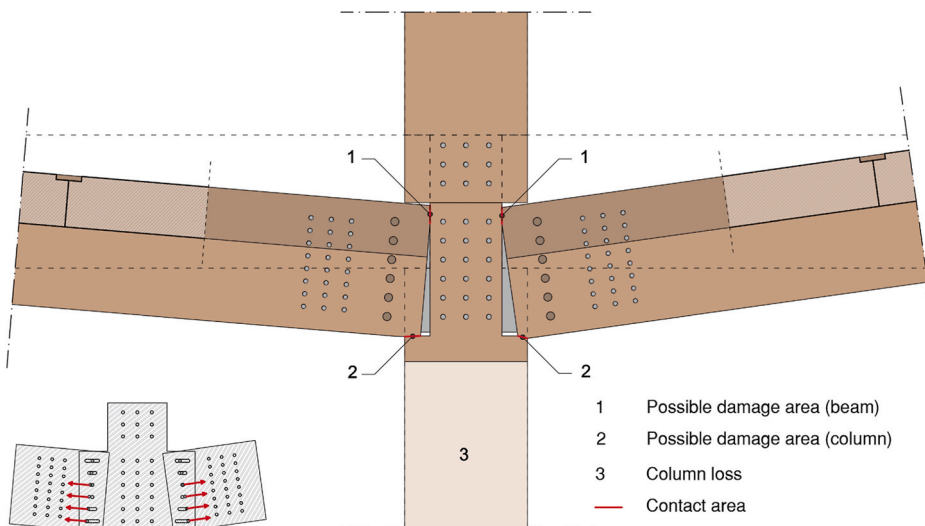 1
1
2
2
3
1 Possible damage area (beam)
2 Possible damage area (column)
3 Column loss
Contact area